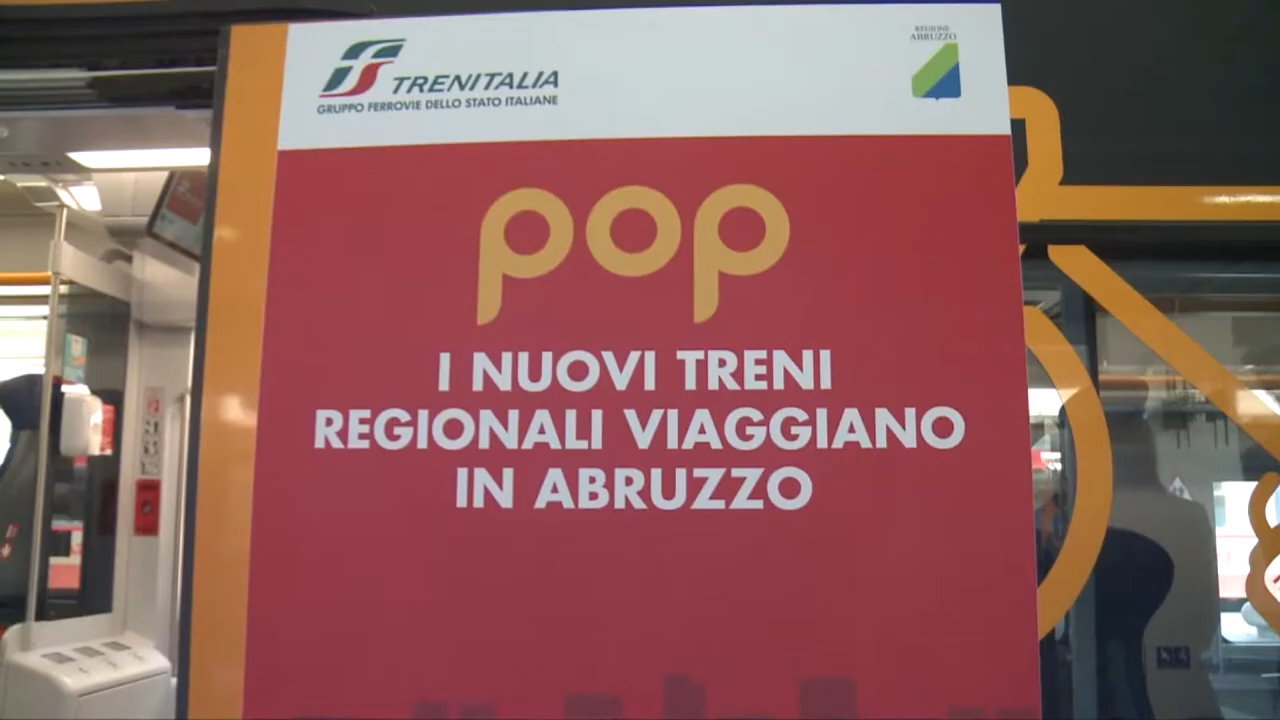 TRENITALIA
GRUPPO FERROVIE DELLO STATO ITALIANE
REGIONE
ABRUZZO
pop
I NUOVI TRENI
REGIONALI VIAGGIANO
IN ABRUZZO